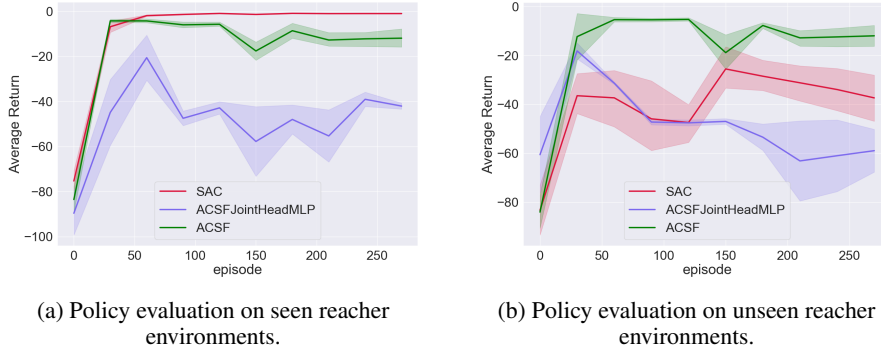 0
−20
−40
−60
−80
−100
Average Return
SAC
ACSFJointHeadMLP
ACSF
0 50 100 150 200 250
episode
(a) Policy evaluation on seen reacher
environments.
0
−20
−40
−60
−80
Average Return
SAC
ACSFJointHeadMLP
ACSF
0 50 100 150 200 250
episode
(b) Policy evaluation on unseen reacher
environments.